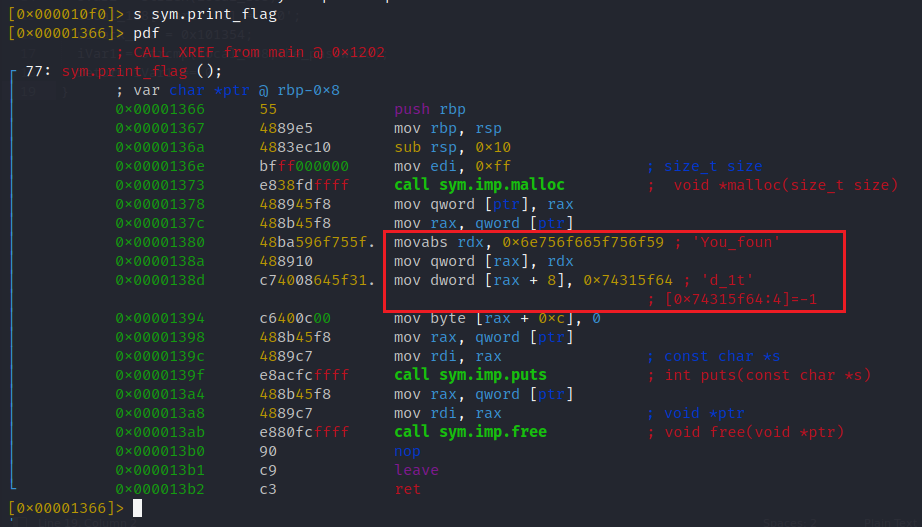 [0×000010f0]> s sym.print_flag
[0×00001366]> pdf
; CALL XREF from main @ 0×1202
┌ 77: sym.print_flag ();
│ ; var char *ptr @ rbp-0×8
│ 0×00001366 55 push rbp
│ 0×00001367 4889e5 mov rbp, rsp
│ 0×0000136a 4883ec10 sub rsp, 0×10
│ 0×0000136e bfff000000 mov edi, 0×ff ; size_t size
│ 0×00001373 e838fdffff call sym.imp.malloc ; void *malloc(size_t size)
│ 0×00001378 488945f8 mov qword [ptr], rax
│ 0×0000137c 488b45f8 mov rax, qword [ptr]
│ 0×00001380 48ba596f755f. movabs rdx, 0×6e756f665f756f59 ; 'You_foun'
│ 0×0000138a 488910 mov qword [rax], rdx
│ 0×0000138d c74008645f31. mov dword [rax + 8], 0×74315f64 ; 'd_1t'
│ ; [0×74315f64:4]=-1
│ 0×00001394 c6400c00 mov byte [rax + 0×c], 0
│ 0×00001398 488b45f8 mov rax, qword [ptr]
│ 0×0000139c 4889c7 mov rdi, rax ; const char *s
│ 0×0000139f e8acfcffff call sym.imp.puts ; int puts(const char *s)
│ 0×000013a4 488b45f8 mov rax, qword [ptr]
│ 0×000013a8 4889c7 mov rdi, rax ; void *ptr
│ 0×000013ab e880fcffff call sym.imp.free ; void free(void *ptr)
│ 0×000013b0 90 nop
│ 0×000013b1 c9 leave
└ 0×000013b2 c3 ret
[0×00001366]>